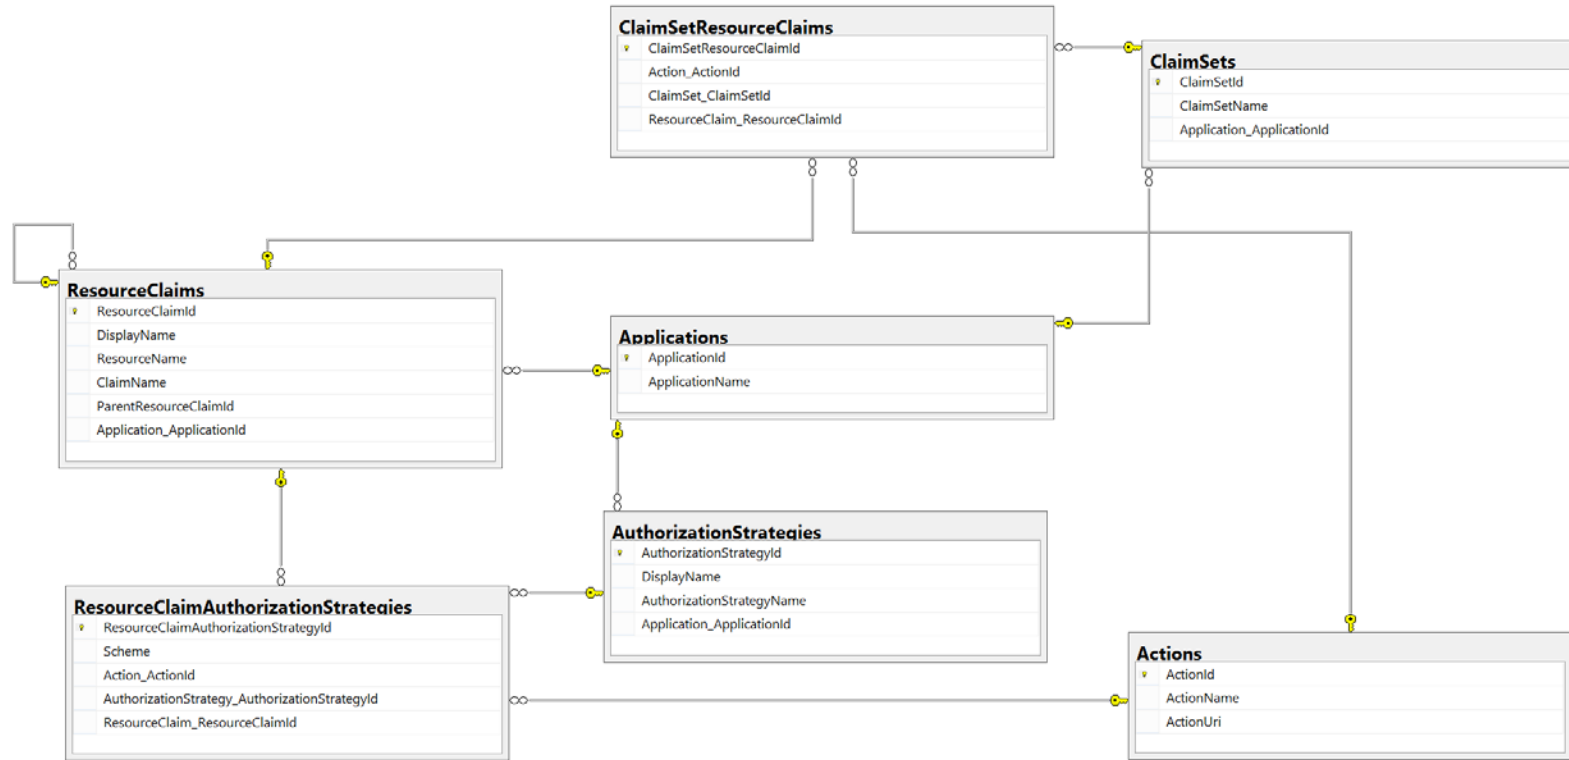 ClaimSetResourceClaims
ClaimSetResourceClaimId
Action_ActionId
ClaimSet_ClaimSetId
ResourceClaim_ResourceClaimId
ClaimSets
ClaimSetId
ClaimSetName
Application_ApplicationId
ResourceClaims
ResourceClaimId
DisplayName
ResourceName
ClaimName
ParentResourceClaimId
Application_ApplicationId
Applications
ApplicationId
ApplicationName
AuthorizationStrategies
AuthorizationStrategyId
DisplayName
AuthorizationStrategyName
Application_ApplicationId
ResourceClaimAuthorizationStrategies
ResourceClaimAuthorizationStrategyId
Scheme
Action_ActionId
AuthorizationStrategy_AuthorizationStrategyId
ResourceClaim_ResourceClaimId
Actions
ActionId
ActionName
ActionUri